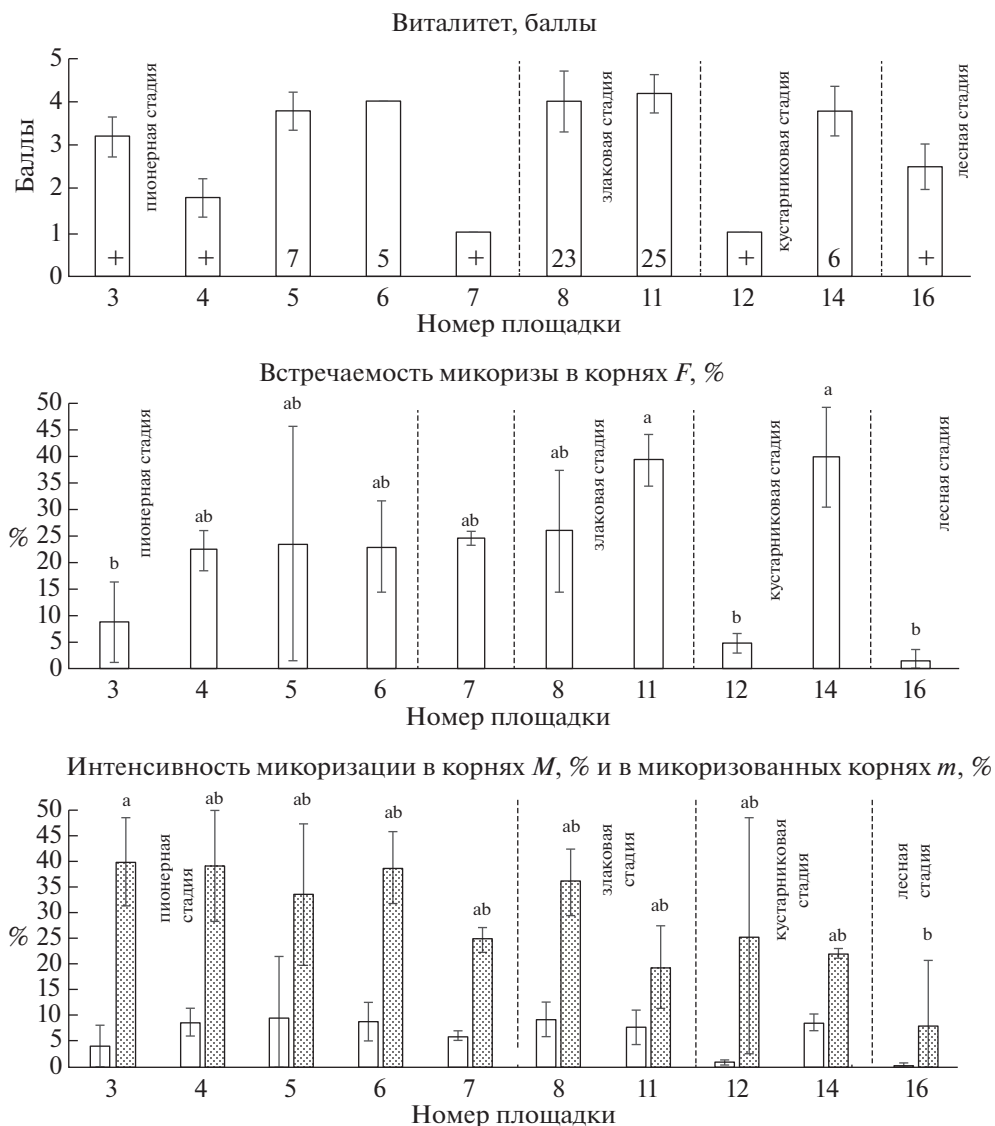 Виталитет, баллы
Баллы
5
4
3
2
1
0
пионерная стадия
злаковая стадия
кустарниковая стадия
лесная стадия
+ + 7 5 + 23 25 + 6 +
3 4 5 6 7 8 11 12 14 16
Номер площадки
Встречаемость микоризы в корнях F, %
%
50
45
40
35
30
25
20
15
10
5
0
пионерная стадия
злаковая стадия
кустарниковая стадия
лесная стадия
b ab ab ab ab ab a b a b
3 4 5 6 7 8 11 12 14 16
Номер площадки
Интенсивность микоризации в корнях M, % и в микоризованных корнях m, %
%
50
45
40
35
30
25
20
15
10
5
0
пионерная
стадия
злаковая
стадия
кустарниковая
стадия
лесная
стадия
a ab ab ab ab ab ab ab ab b
3 4 5 6 7 8 11 12 14 16
Номер площадки